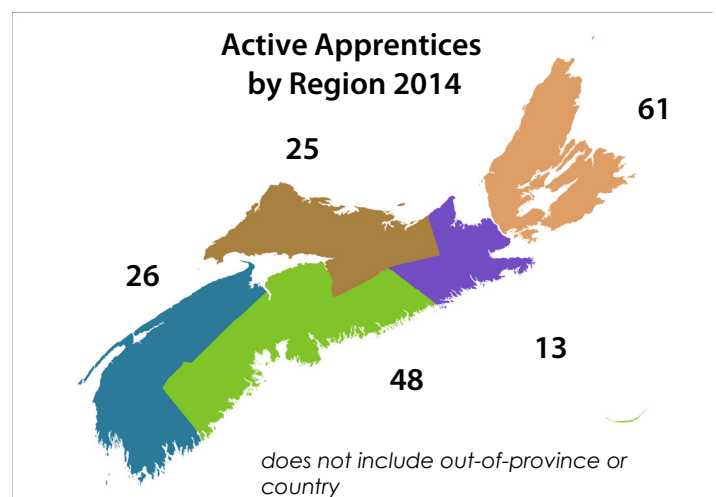 Active Apprentices
by Region 2014
61
25
26
13
48
does not include out-of-province or
country